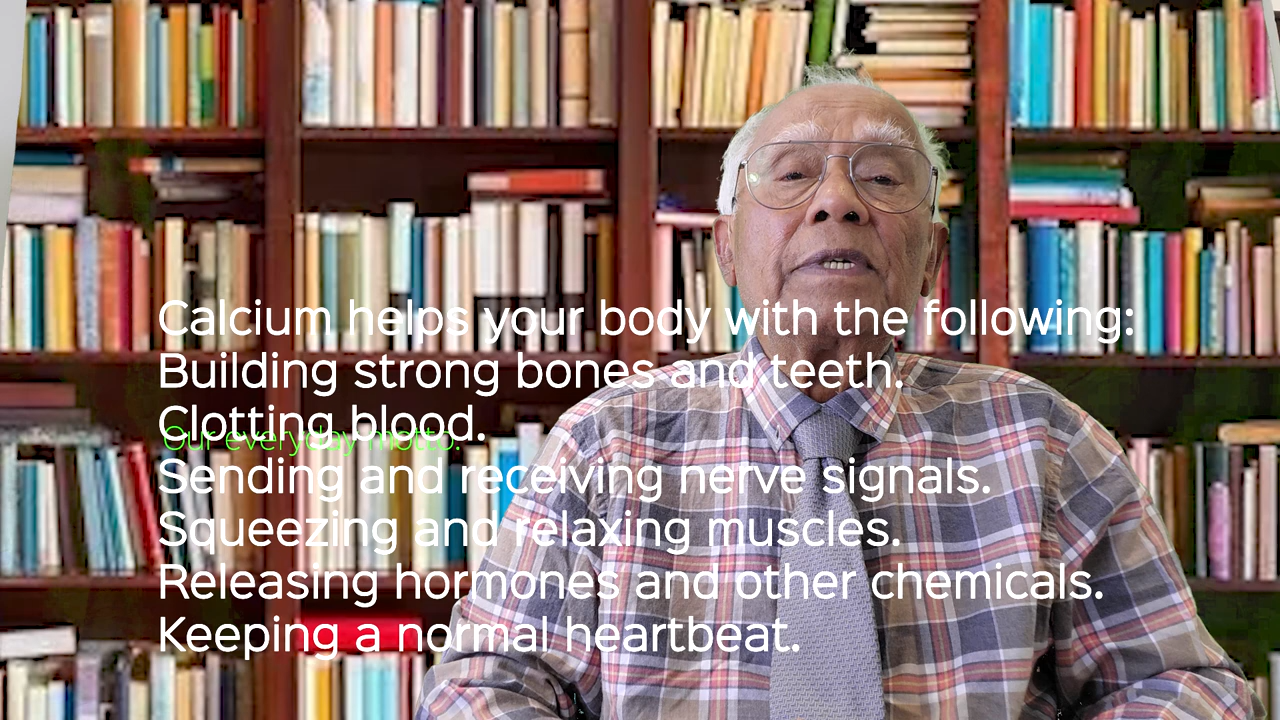 Calcium helps your body with the following:
Building strong bones and teeth.
Clotting blood.
Our everyday motto.
Sending and receiving nerve signals.
Squeezing and relaxing muscles.
Releasing hormones and other chemicals.
Keeping a normal heartbeat.